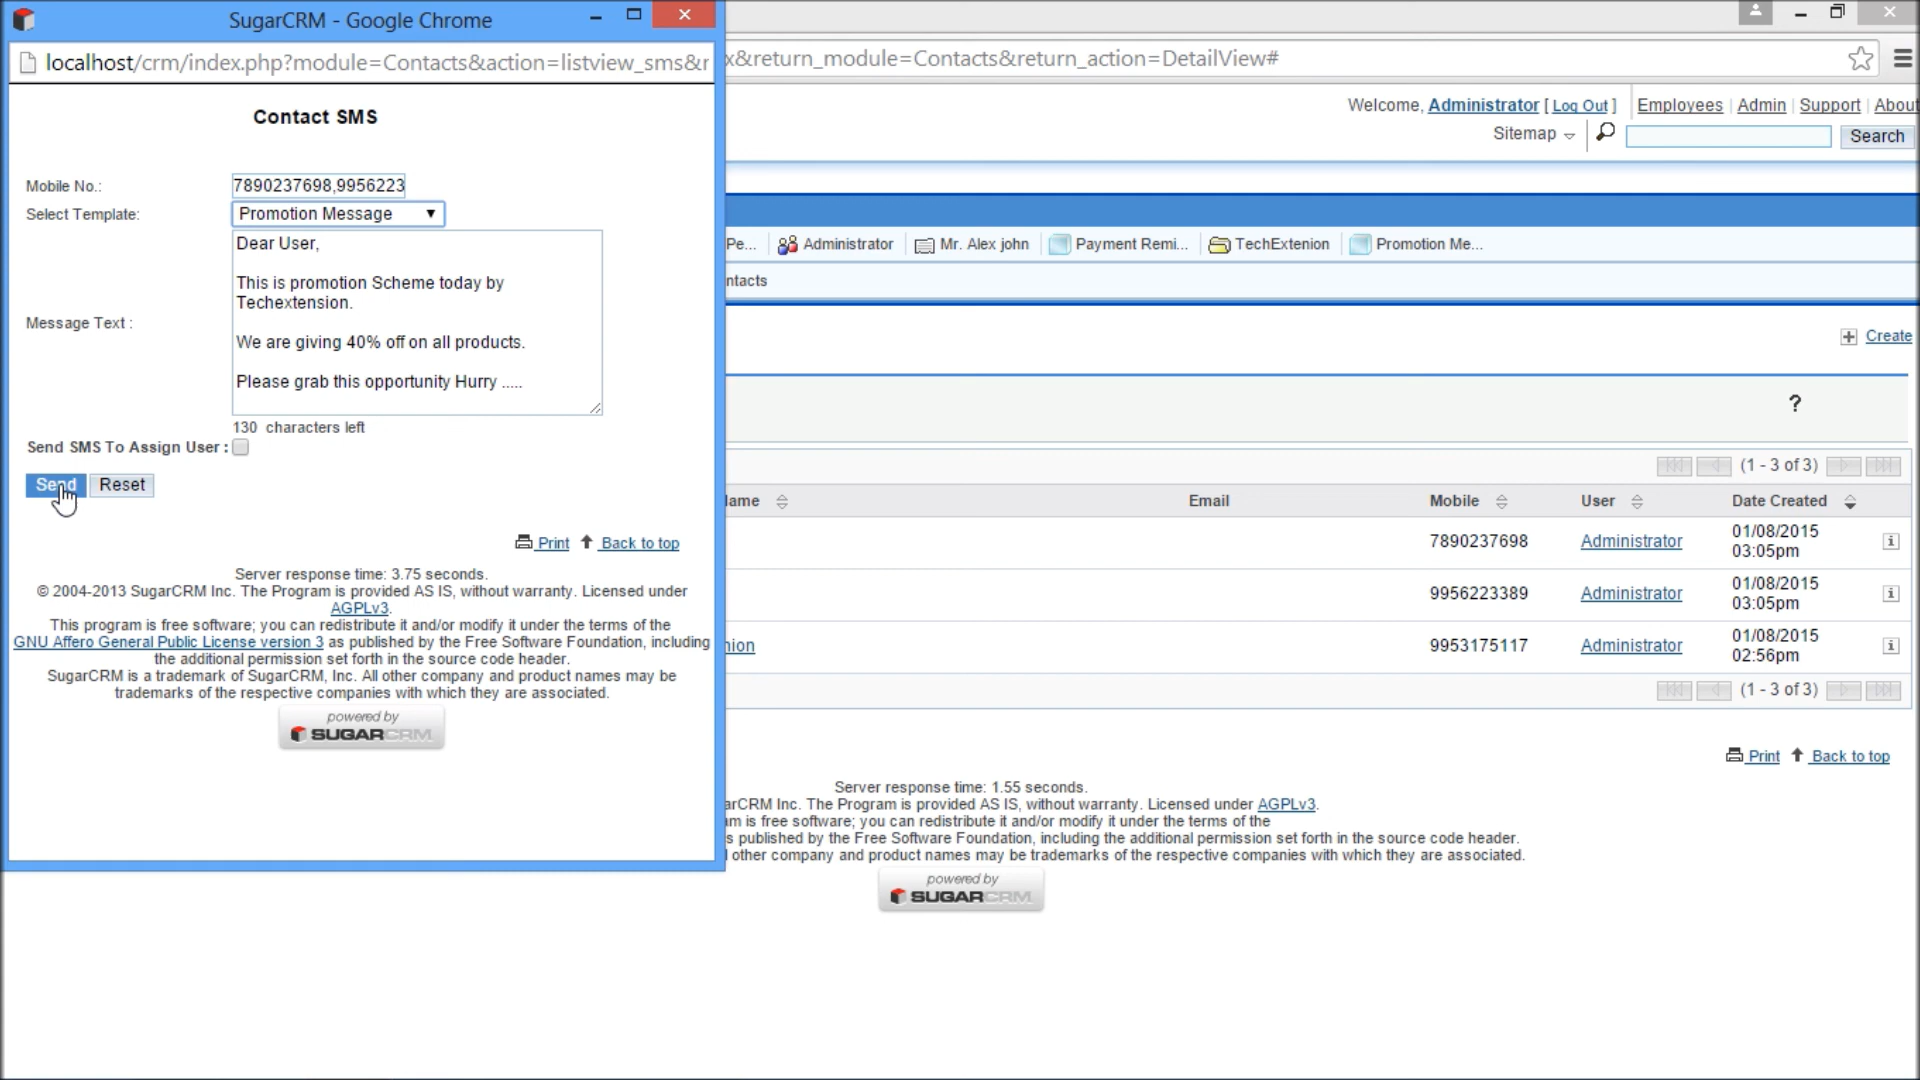 SugarCRM - Google Chrome
localhost/crm/index.php?module=Contacts&action=listview_sms&r
Contact SMS
Mobile No.:
7890237698,9956223
Select Template:
Promotion Message
Message Text :
Dear User,
This is promotion Scheme today by
Techextension.
We are giving 40% off on all products.
Please grab this opportunity Hurry .....
130 characters left
Send SMS To Assign User :
Send
Reset
Print
Back to top
Server response time: 3.75 seconds.
© 2004-2013 SugarCRM Inc. The Program is provided AS IS, without warranty. Licensed under
AGPLv3.
This program is free software; you can redistribute it and/or modify it under the terms of the
GNU Affero General Public License version 3 as published by the Free Software Foundation, including
the additional permission set forth in the source code header.
SugarCRM is a trademark of SugarCRM, Inc. All other company and product names may be
trademarks of the respective companies with which they are associated.
powered by
SUGARCRM
x&return_module=Contacts&return_action=DetailView#
Welcome, Administrator [ Log Out ] Employees | Admin | Support | About
Sitemap
Search
Pe...
Administrator
Mr. Alex john
Payment Remi...
TechExtenion
Promotion Me...
ntacts
Create
?
(1 - 3 of 3)
ame
Email
Mobile
User
Date Created
7890237698
Administrator
01/08/2015
03:05pm
9956223389
Administrator
01/08/2015
03:05pm
nion
9953175117
Administrator
01/08/2015
02:56pm
(1 - 3 of 3)
Print
Back to top
Server response time: 1.55 seconds.
arCRM Inc. The Program is provided AS IS, without warranty. Licensed under AGPLv3.
m is free software; you can redistribute it and/or modify it under the terms of the
s published by the Free Software Foundation, including the additional permission set forth in the source code header.
other company and product names may be trademarks of the respective companies with which they are associated.
powered by
SUGARCRM